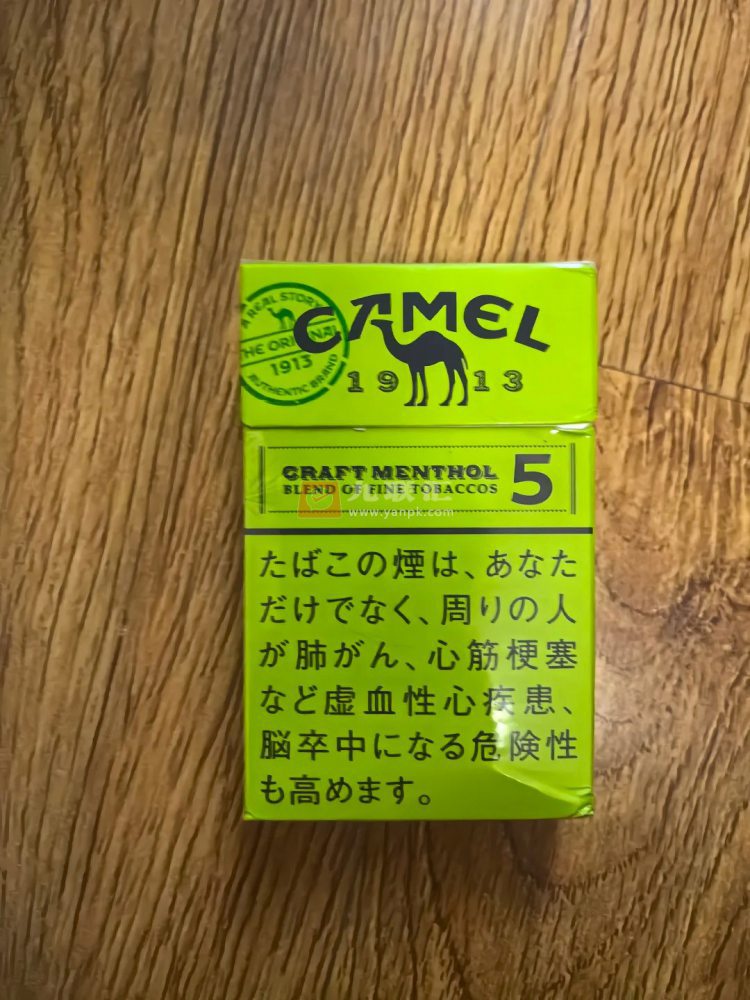 CAMEL
A REAL STORY
THE ORIGINAL
1913
AUTHENTIC BRAND
1913
CRAFT MENTHOL
BLEND OF FINE TOBACCOS
5
www.yanpk.com
たばこの煙は、あなた
だけでなく、周りの人
が肺がん、心筋梗塞
など虚血性心疾患、
脳卒中になる危険性
も高めます。